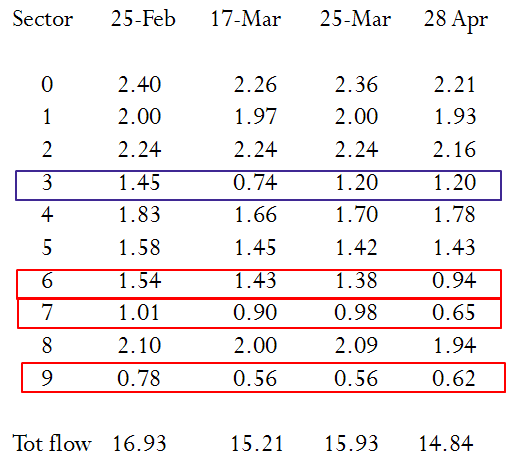 Sector 25-Feb 17-Mar 25-Mar 28 Apr
0 2.40 2.26 2.36 2.21
1 2.00 1.97 2.00 1.93
2 2.24 2.24 2.24 2.16
3 1.45 0.74 1.20 1.20
4 1.83 1.66 1.70 1.78
5 1.58 1.45 1.42 1.43
6 1.54 1.43 1.38 0.94
7 1.01 0.90 0.98 0.65
8 2.10 2.00 2.09 1.94
9 0.78 0.56 0.56 0.62
Tot flow 16.93 15.21 15.93 14.84